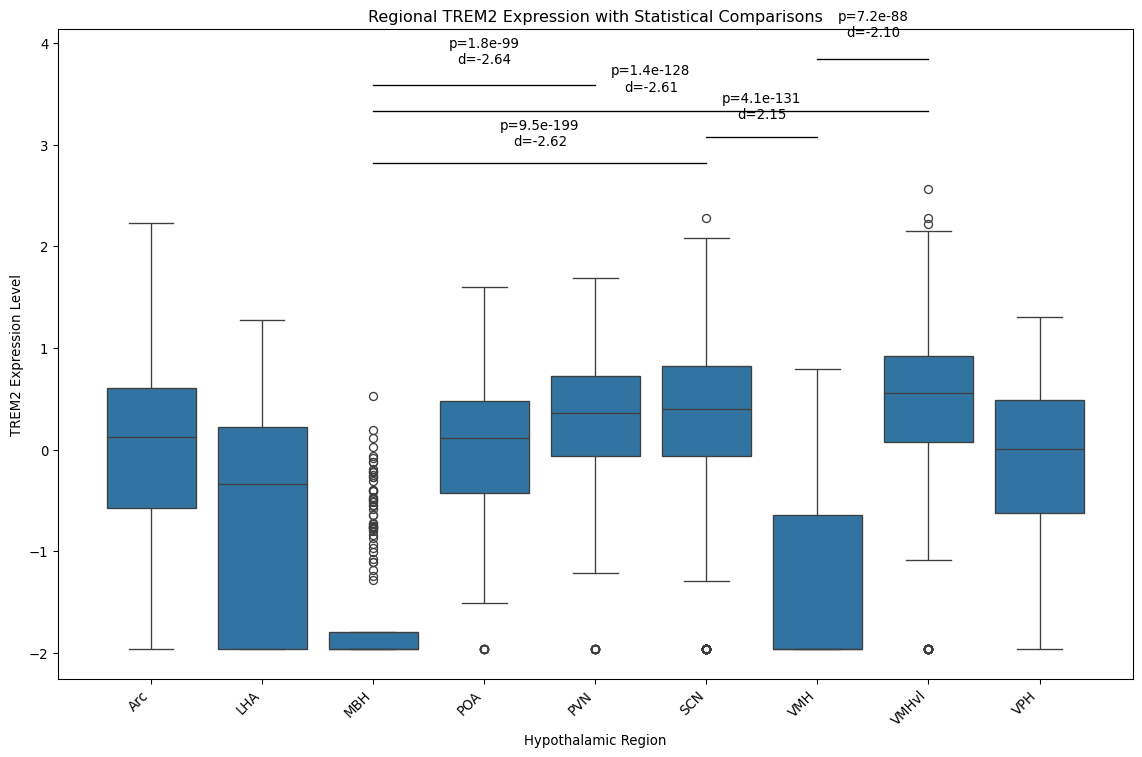 Regional TREM2 Expression with Statistical Comparisons
p=7.2e-88
d=-2.10
p=1.8e-99
d=-2.64
p=1.4e-128
d=-2.61
p=4.1e-131
d=2.15
p=9.5e-199
d=-2.62
TREM2 Expression Level
4
3
2
1
0
−1
−2
Arc
LHA
MBH
POA
PVN
SCN
VMH
VMHvl
VPH
Hypothalamic Region